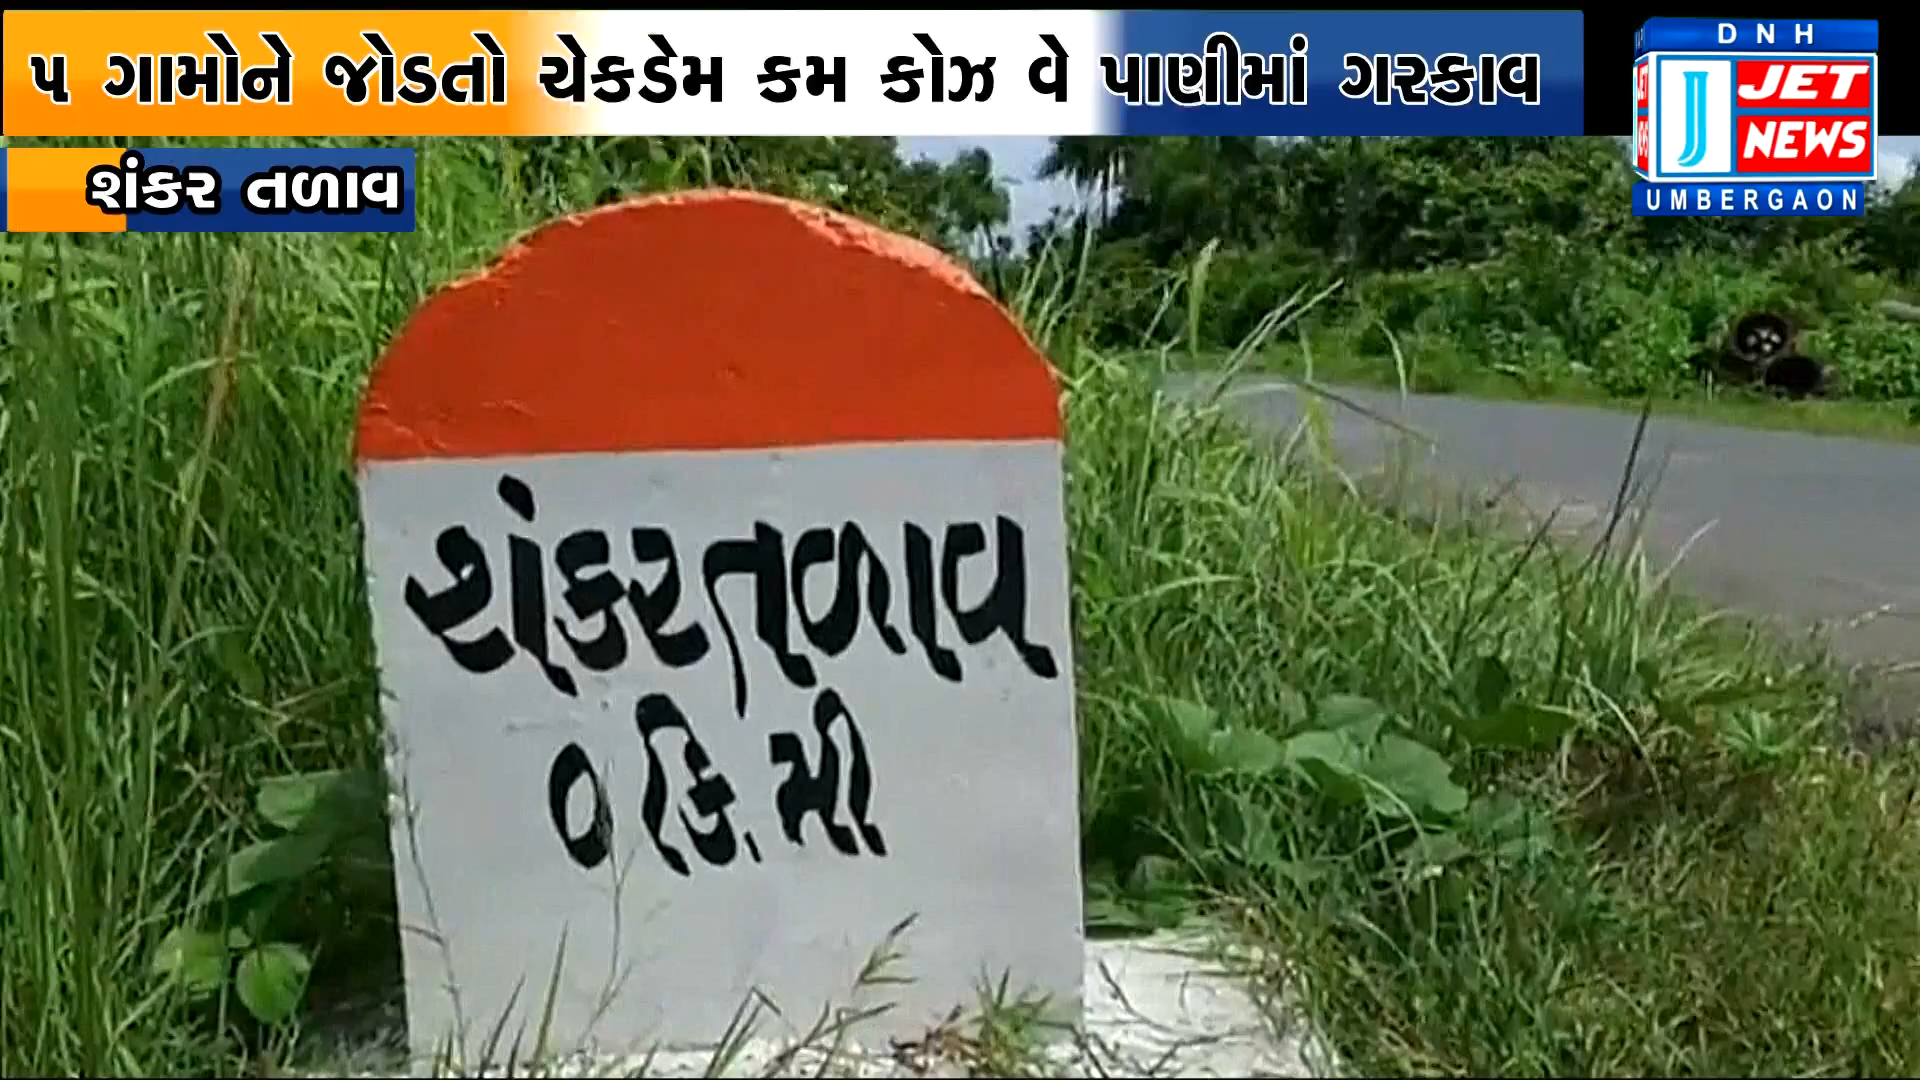 ૫ ગામોને જોડતો ચેકડેમ કમ કોઝ વે પાણીમાં ગરકાવ
શંકર તળાવ
DNH
J JET
NEWS
UMBERGAON
શંકરતળાવ
૦ કિ.મી